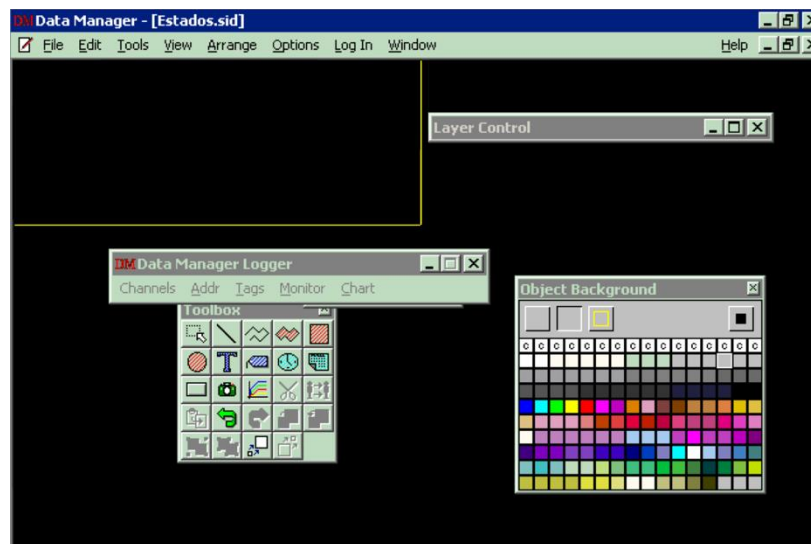 DM Data Manager - [Estados.sid]
File Edit Tools View Arrange Options Log In Window Help
Layer Control
DM Data Manager Logger
Channels Addr Tags Monitor Chart
Toolbox
Object Background
T
C C C C C C C C C C C C C C C C